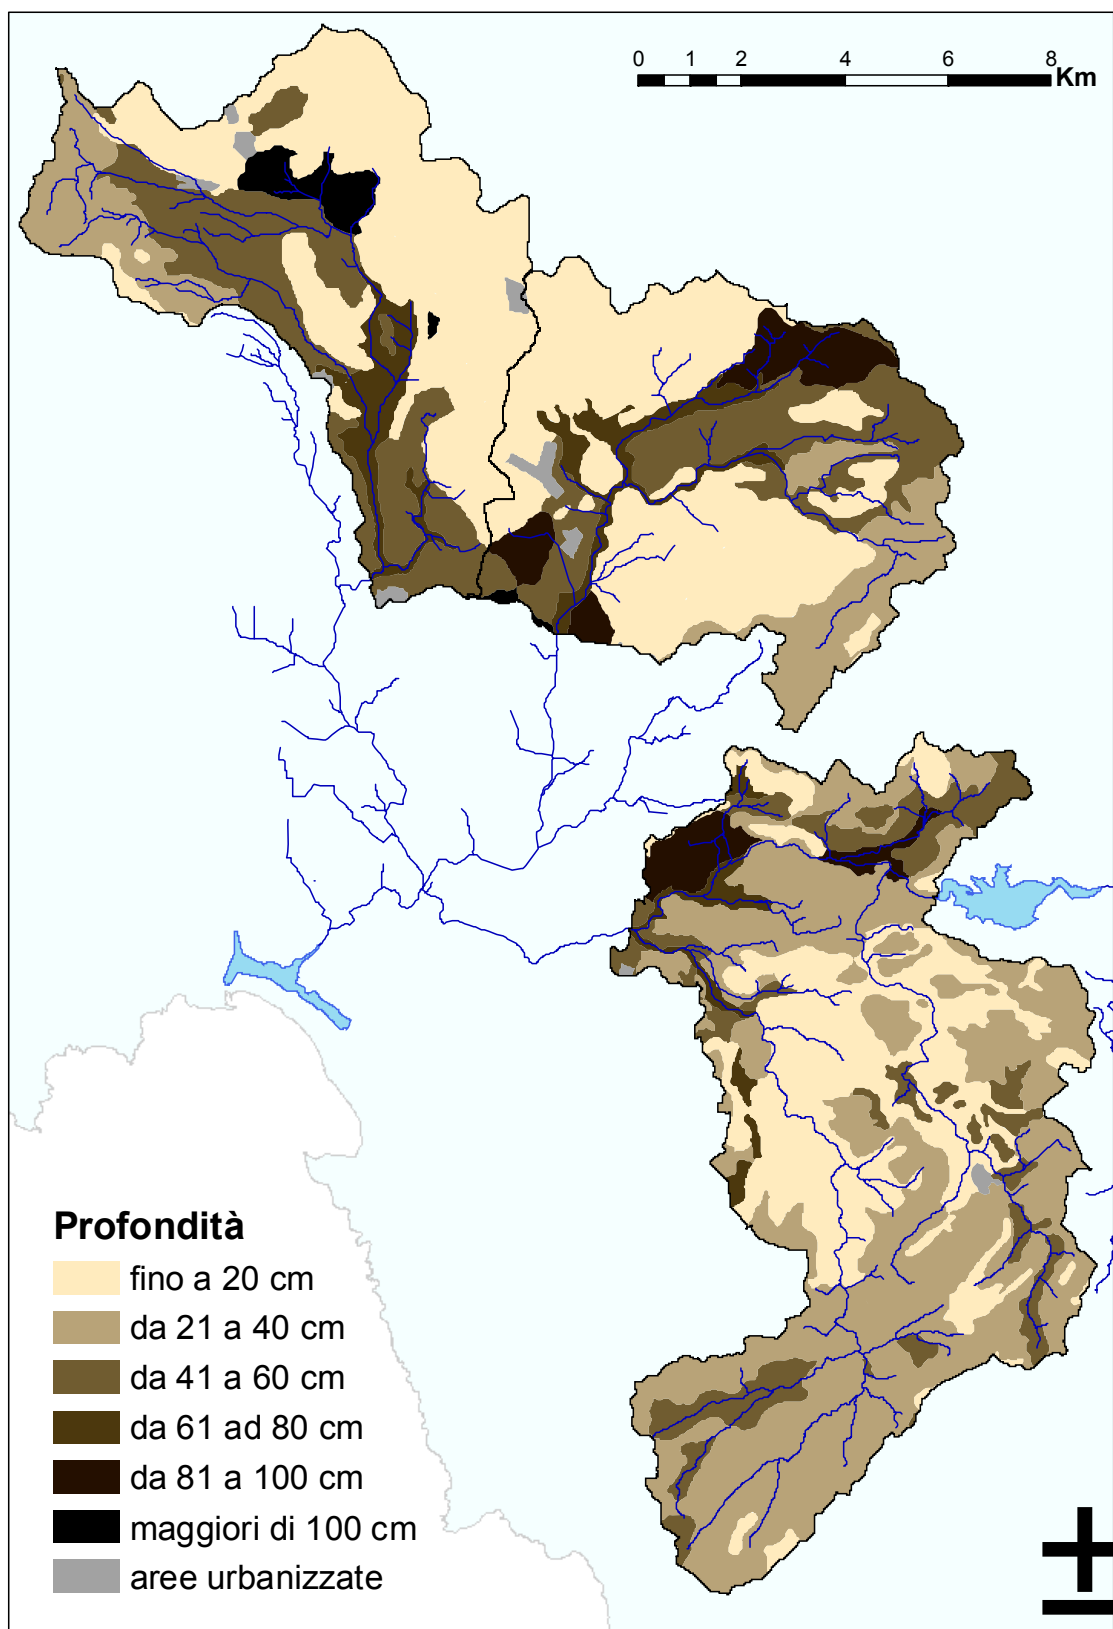 0 1 2 4 6 8
Km
Profondità
fino a 20 cm
da 21 a 40 cm
da 41 a 60 cm
da 61 ad 80 cm
da 81 a 100 cm
maggiori di 100 cm
aree urbanizzate